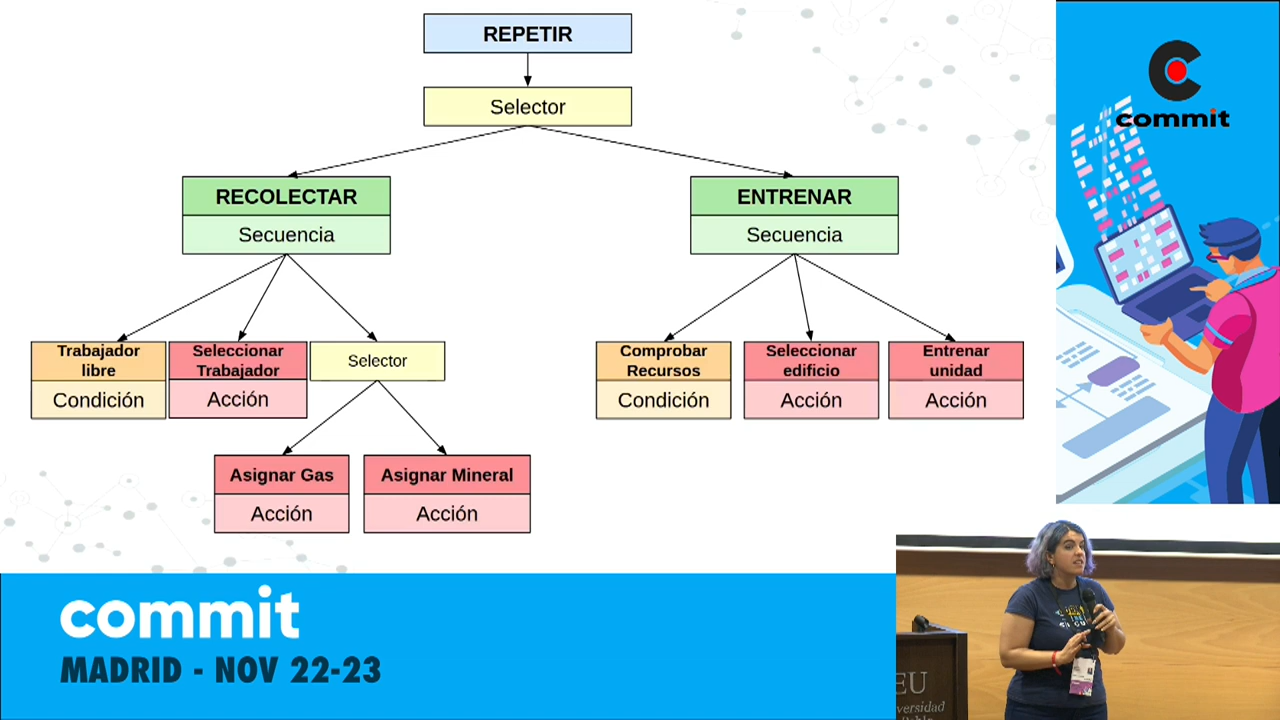 REPETIR
Selector
RECOLECTAR
Secuencia
ENTRENAR
Secuencia
Trabajador
libre
Condición
Seleccionar
Trabajador
Acción
Selector
Comprobar
Recursos
Condición
Seleccionar
edificio
Acción
Entrenar
unidad
Acción
Asignar Gas
Acción
Asignar Mineral
Acción
commit
commit
MADRID - NOV 22-23
EU